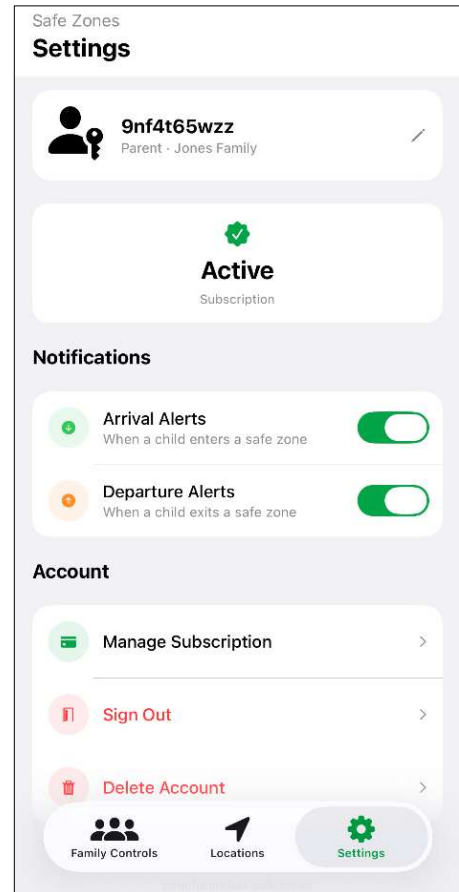 Safe Zones
Settings
9nf4t65wzz
Parent · Jones Family
Active
Subscription
Notifications
Arrival Alerts
When a child enters a safe zone
Departure Alerts
When a child exits a safe zone
Account
Manage Subscription
Sign Out
Delete Account
Family Controls
Locations
Settings